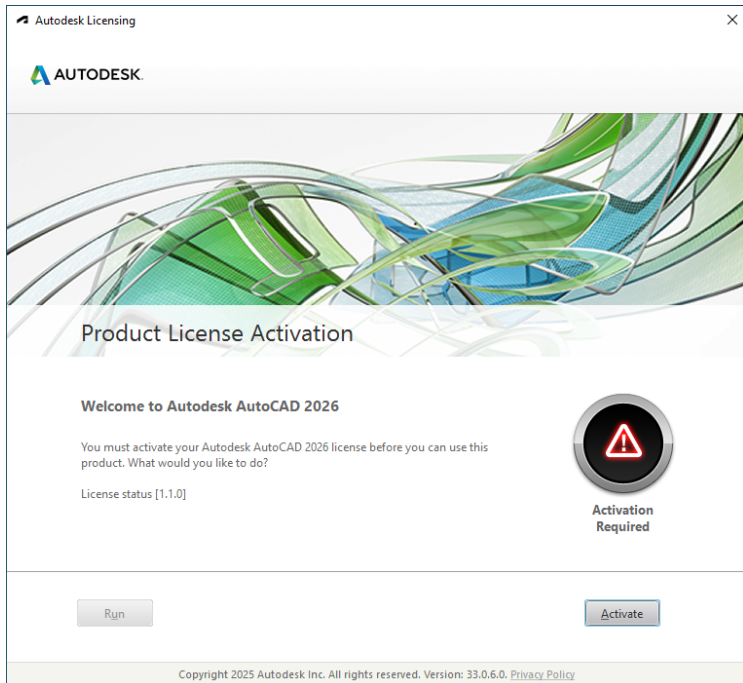 Autodesk Licensing
AUTODESK.
Product License Activation
Welcome to Autodesk AutoCAD 2026
You must activate your Autodesk AutoCAD 2026 license before you can use this
product. What would you like to do?
License status [1.1.0]
Activation
Required
Run
Activate
Copyright 2025 Autodesk Inc. All rights reserved. Version: 33.0.6.0. Privacy Policy